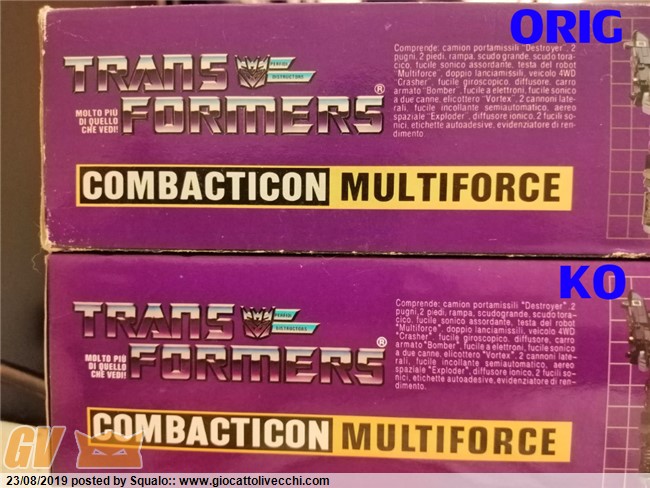 ORIG
TRANS
PERFIDI
DISTRUCTORS
FORMERS®
MOLTO PIÙ
DI QUELLO
CHE VEDI!
Comprende: camion portamissili "Destroyer", 2
pugni, 2 piedi, rampa, scudo grande, scudo tora-
cico, fucile sonico assordante, testa del robot
"Multiforce", doppio lanciamissili, veicolo 4WD
"Crasher", fucile giroscopico, diffusore, carro
armato "Bomber", fucile a elettroni, fucile sonico
a due canne, elicottero "Vortex", 2 cannoni late-
rali, fucile incollante semiautomatico, aereo
spaziale "Exploder", diffusore ionico, 2 fucili so-
nici, etichette autoadesive, evidenziatore di ren-
dimento.
COMBACTICON MULTIFORCE
KO
TRANS
PERFIDI
DISTRUCTORS
FORMERS®
MOLTO PIÙ
DI QUELLO
CHE VEDI!
Comprende: camion portamissili "Destroyer", 2
pugni, 2 piedi, rampa, scudogrande, scudo tora-
cico, fucile sonico assordante, testa del robot
"Multiforce", doppio lanciamissili, veicolo 4WD
"Crasher", fucile giroscopico, diffusore, carro
armato "Bomber", fucile a elettroni, fucile sonico
a due canne, elicottero "Vortex", 2 cannoni late-
rali, fucile incollante semiautomatico, aereo
spaziale "Exploder", diffusore ionico, 2 fucili so-
nici, etichette autoadesive, evidenziatore di ren-
dimento.
COMBACTICON MULTIFORCE
GV
23/08/2019 posted by Squalo:: www.giocattolivecchi.com